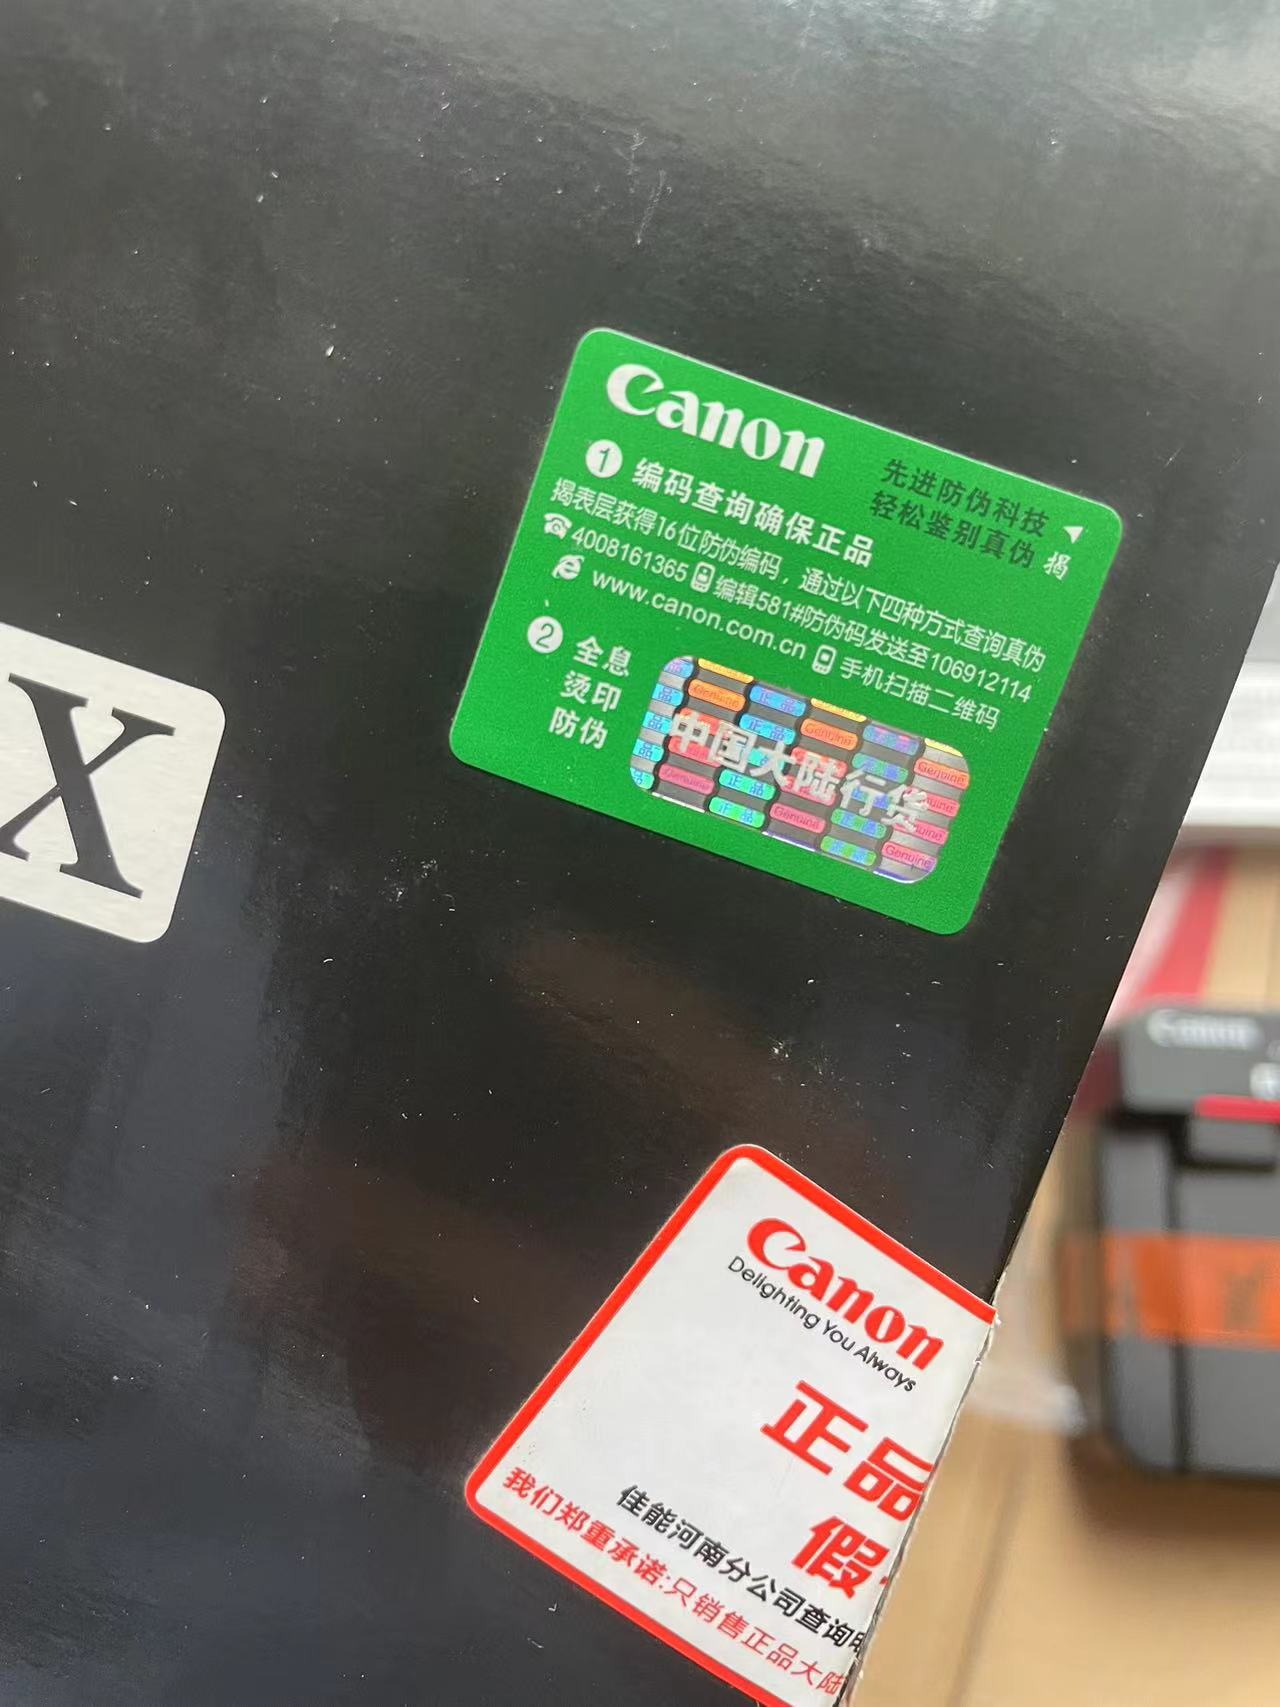 Canon
先进防伪科技
轻松鉴别真伪
揭
1 编码查询确保正品
揭表层获得16位防伪编码，通过以下四种方式查询真伪
4008161365 编辑581#防伪码发送至106912114
www.canon.com.cn 手机扫描二维码
2 全息
烫印
防伪
中国大陆行货
正品 Genuine
X
Canon
Canon
Delighting You Always
正品
假
佳能河南分公司查询
我们郑重承诺:只销售正品大陆